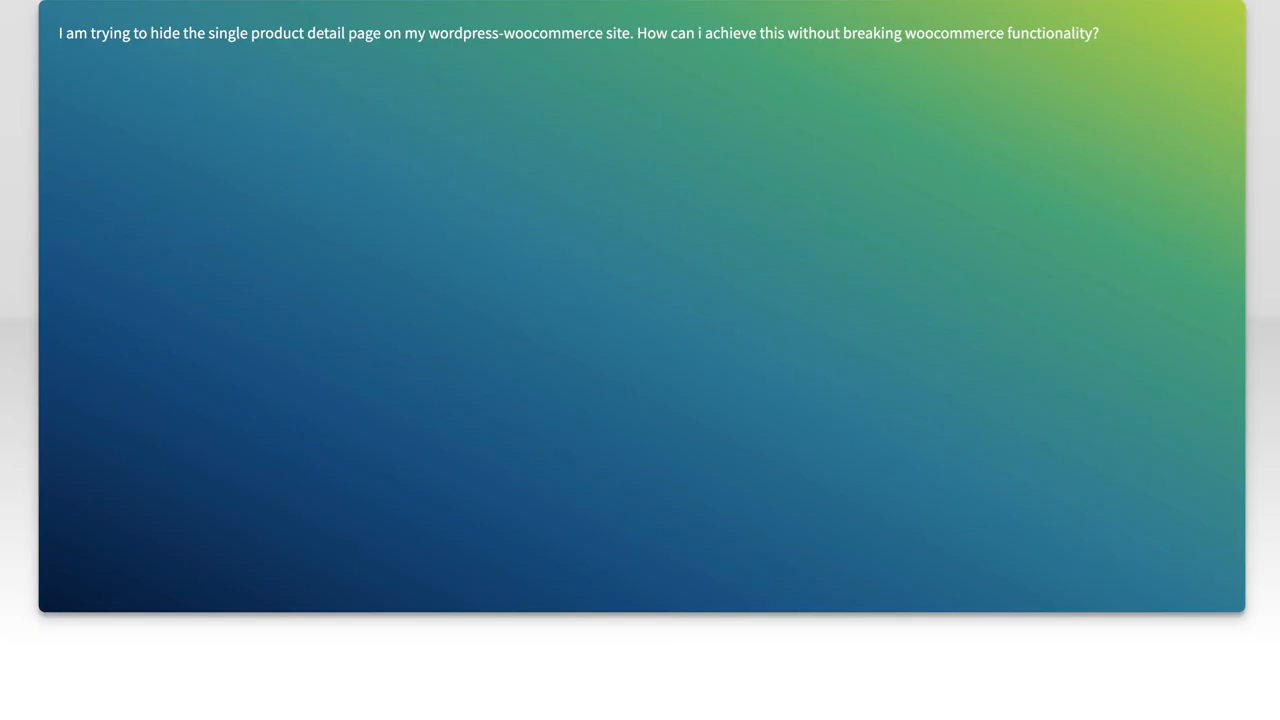 I am trying to hide the single product detail page on my wordpress-woocommerce site. How can i achieve this without breaking woocommerce functionality?